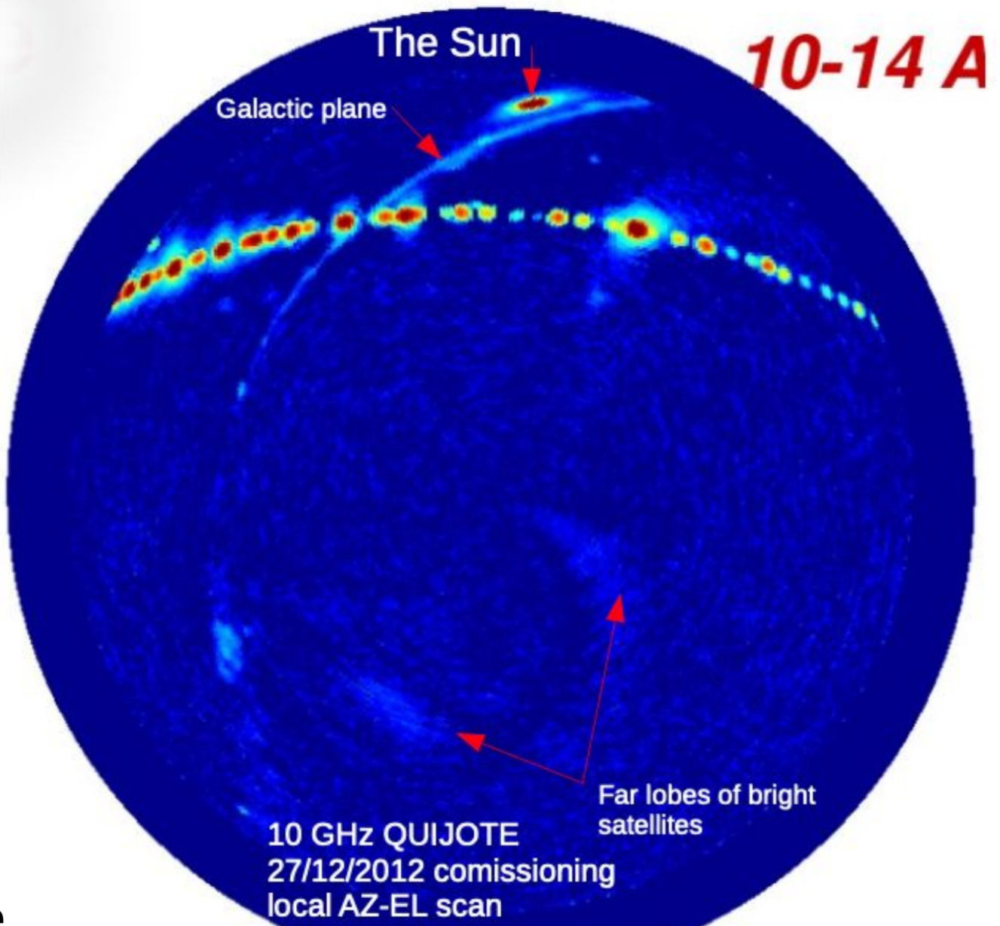 The Sun
10-14 A
Galactic plane
Far lobes of bright
satellites
10 GHz QUIJOTE
27/12/2012 comissioning
local AZ-EL scan